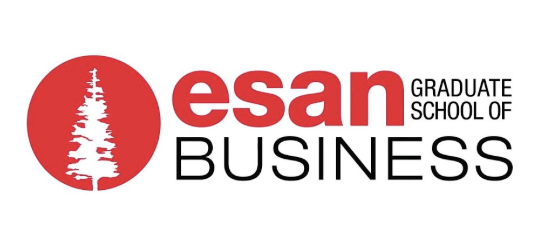 esan GRADUATE
SCHOOL OF
BUSINESS